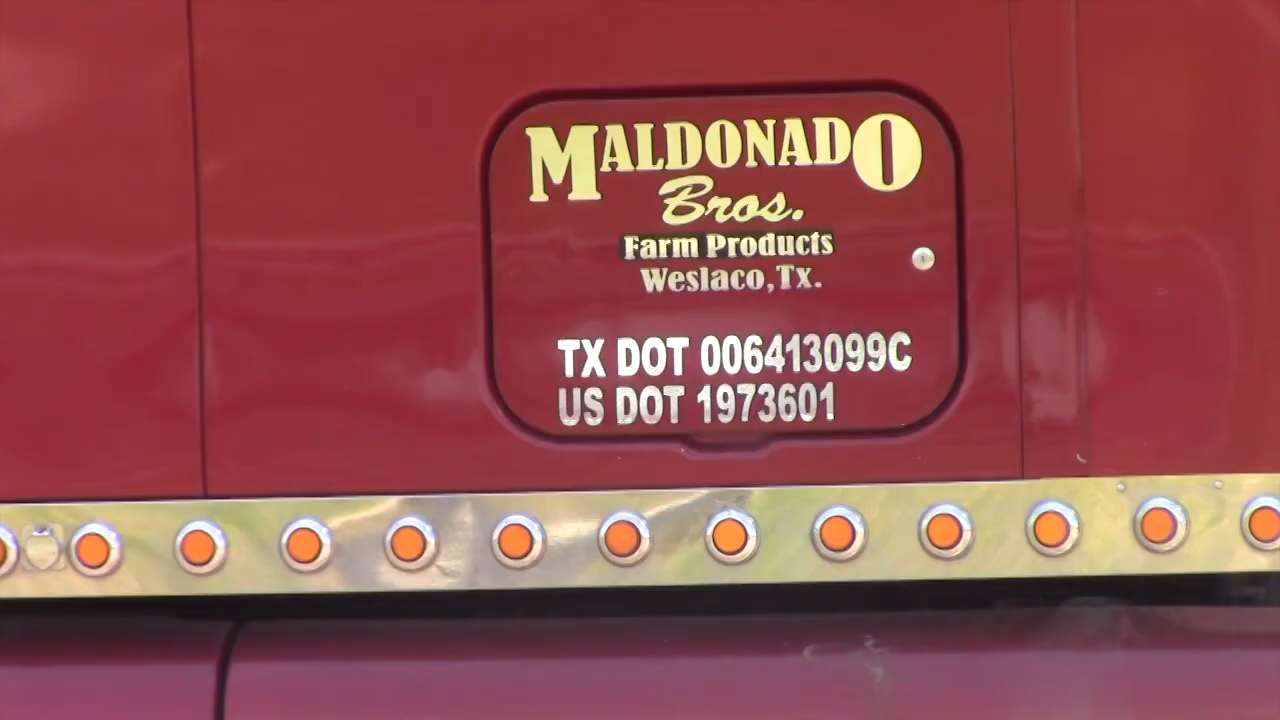 MALDONADO
Bros.
Farm Products
Weslaco,Tx.
TX DOT 006413099C
US DOT 1973601